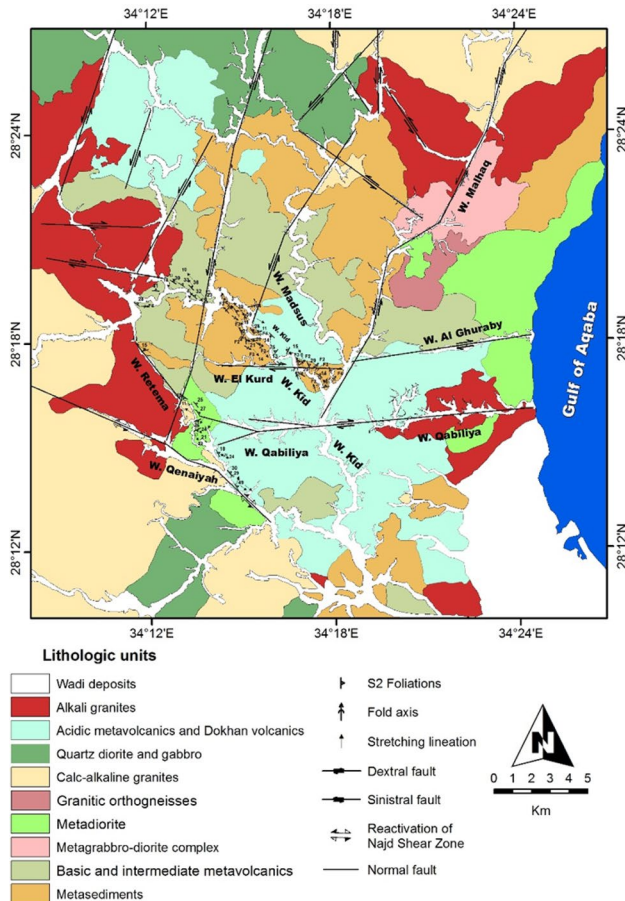 34°12'E
34°18'E
34°24'E
28°24'N
28°24'N
W. Malhaq
W. Madsus
W. Kid
28°18'N
28°18'N
W. Al Ghuraby
Gulf of Aqaba
W. Retema
W. El Kurd
W. Kid
W. Qabiliya
W. Qabiliya
W. Kid
W. Qenaiyah
28°12'N
28°12'N
34°12'E
34°18'E
34°24'E
Lithologic units
Wadi deposits
Alkali granites
Acidic metavolcanics and Dokhan volcanics
Quartz diorite and gabbro
Calc-alkaline granites
Granitic orthogneisses
Metadiorite
Metagrabbro-diorite complex
Basic and intermediate metavolcanics
Metasediments
S2 Foliations
Fold axis
Stretching lineation
Dextral fault
Sinistral fault
Reactivation of
Najd Shear Zone
Normal fault
N
0 1 2 3 4 5
Km